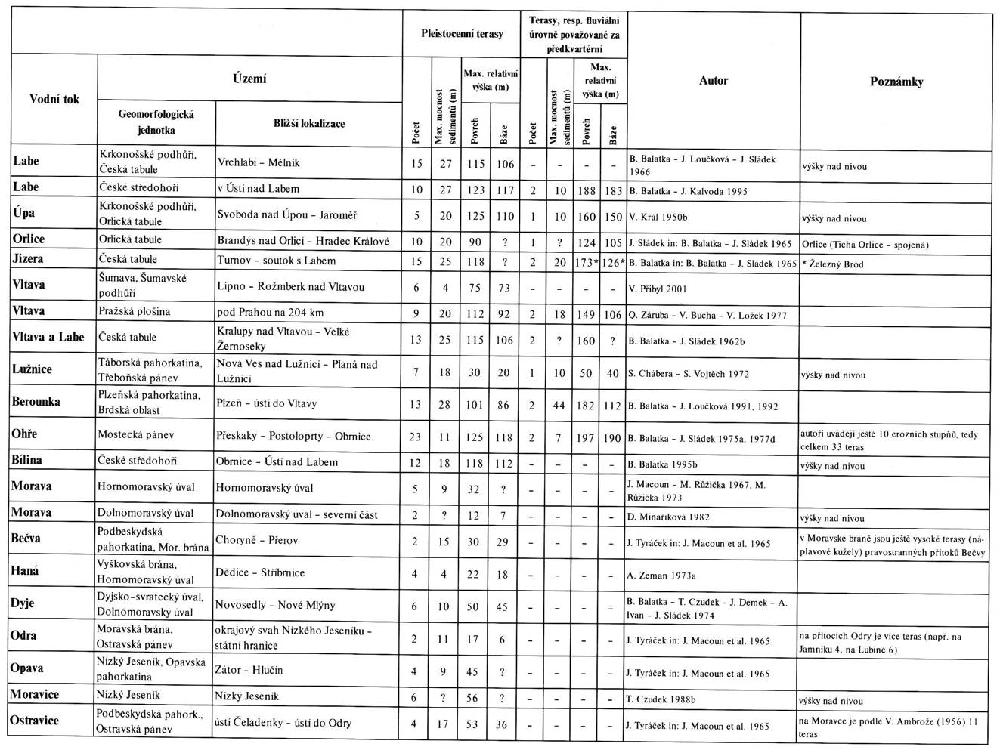 Vodní tok
Území
Geomorfologická
jednotka
Bližší lokalizace
Pleistocenní terasy
Počet
Max. mocnost
sedimentů (m)
Max. relativní
výška (m)
Povrch
Báze
Terasy, resp. fluviální
úrovně považované za
předkvartérní
Počet
Max. mocnost
sedimentů (m)
Max.
relativní
výška (m)
Povrch
Báze
Autor
Poznámky
Labe
Krkonošské podhůří,
Česká tabule
Vrchlabí – Mělník
15 27 115 106 – – – –
B. Balatka – J. Loučková – J. Sládek
1966
výšky nad nivou
Labe
České středohoří
v Ústí nad Labem
10 27 123 117 2 10 188 183
B. Balatka – J. Kalvoda 1995
Úpa
Krkonošské podhůří,
Orlická tabule
Svoboda nad Úpou – Jaroměř
5 20 125 110 1 10 160 150
V. Král 1950b
výšky nad nivou
Orlice
Orlická tabule
Brandýs nad Orlicí – Hradec Králové
10 20 90 ? 1 ? 124 105
J. Sládek in: B. Balatka – J. Sládek 1965
Orlice (Tichá Orlice – spojená)
Jizera
Česká tabule
Turnov – soutok s Labem
15 25 118 ? 2 20 173* 126*
B. Balatka in: B. Balatka – J. Sládek 1965
* Železný Brod
Vltava
Šumava, Šumavské
podhůří
Lipno – Rožmberk nad Vltavou
6 4 75 73 – – – –
V. Přibyl 2001
Vltava
Pražská plošina
pod Prahou na 204 km
9 20 112 92 2 18 149 106
Q. Záruba – V. Bucha – V. Ložek 1977
Vltava a Labe
Česká tabule
Kralupy nad Vltavou – Velké
Žernoseky
13 25 115 106 2 ? 160 ?
B. Balatka – J. Sládek 1962b
Lužnice
Táborská pahorkatina,
Třeboňská pánev
Nová Ves nad Lužnicí – Planá nad
Lužnicí
7 18 30 20 1 10 50 40
S. Chábera – S. Vojtěch 1972
výšky nad nivou
Berounka
Plzeňská pahorkatina,
Brdská oblast
Plzeň – ústí do Vltavy
13 28 101 86 2 44 182 112
B. Balatka – J. Loučková 1991, 1992
Ohře
Mostecká pánev
Přeskaky – Postoloprty – Obrnice
23 11 125 118 2 7 197 190
B. Balatka – J. Sládek 1975a, 1977d
autoři uvádějí ještě 10 erozních stupňů, tedy
celkem 33 teras
Bílina
České středohoří
Obrnice – Ústí nad Labem
12 18 118 112 – – – –
B. Balatka 1995b
výšky nad nivou
Morava
Hornomoravský úval
Hornomoravský úval
5 9 32 ? – – – –
J. Macoun – M. Růžička 1967, M.
Růžička 1973
Morava
Dolnomoravský úval
Dolnomoravský úval – severní část
2 ? 12 7 – – – –
D. Minaříková 1982
výšky nad nivou
Bečva
Podbeskydská
pahorkatina, Mor. brána
Choryně – Přerov
2 15 30 29 – – – –
J. Tyráček in: J. Macoun et al. 1965
v Moravské bráně jsou ještě vysoké terasy (ná-
plavové kužely) pravostranných přítoků Bečvy
Haná
Vyškovská brána,
Hornomoravský úval
Dědice – Stříbrnice
4 4 22 18 – – – –
A. Zeman 1973a
Dyje
Dyjsko-svratecký úval,
Dolnomoravský úval
Novosedly – Nové Mlýny
6 10 50 45 – – – –
B. Balatka – T. Czudek – J. Demek – A.
Ivan – J. Sládek 1974
Odra
Moravská brána,
Ostravská pánev
okrajový svah Nízkého Jeseníku –
státní hranice
2 11 17 6 – – – –
J. Tyráček in: J. Macoun et al. 1965
na přítocích Odry je více teras (např. na
Jamníku 4, na Lubině 6)
Opava
Nízký Jeseník, Opavská
pahorkatina
Zátor – Hlučín
4 9 45 ? – – – –
J. Tyráček in: J. Macoun et al. 1965
Moravice
Nízký Jeseník
Nízký Jeseník
6 ? 56 ? – – – –
T. Czudek 1988b
výšky nad nivou
Ostravice
Podbeskydská pahork.,
Ostravská pánev
ústí Čeladenky – ústí do Odry
4 17 53 36 – – – –
J. Tyráček in: J. Macoun et al. 1965
na Morávce je podle V. Ambrože (1956) 11
teras